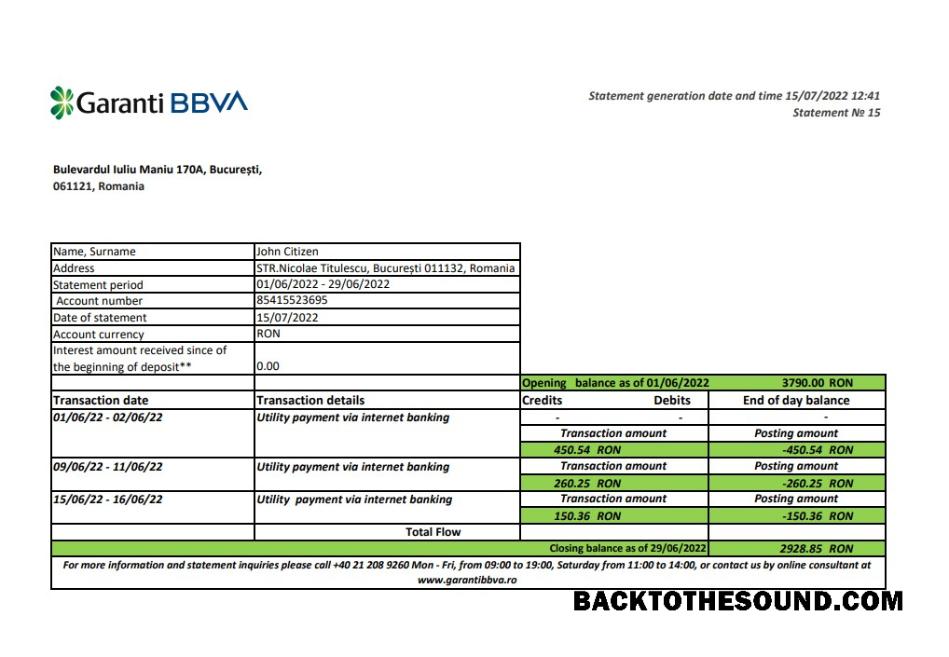 Garanti BBVA
Statement generation date and time 15/07/2022 12:41
Statement № 15
Bulevardul Iuliu Maniu 170A, București,
061121, Romania
Name, Surname John Citizen
Address STR.Nicolae Titulescu, București 011132, Romania
Statement period 01/06/2022 - 29/06/2022
Account number 85415523695
Date of statement 15/07/2022
Account currency RON
Interest amount received since of
the beginning of deposit** 0.00
Opening balance as of 01/06/2022 3790.00 RON
Transaction date Transaction details Credits Debits End of day balance
01/06/22 - 02/06/22 Utility payment via internet banking - - -
Transaction amount Posting amount
450.54 RON -450.54 RON
09/06/22 - 11/06/22 Utility payment via internet banking Transaction amount Posting amount
260.25 RON -260.25 RON
15/06/22 - 16/06/22 Utility payment via internet banking Transaction amount Posting amount
150.36 RON -150.36 RON
Total Flow
Closing balance as of 29/06/2022 2928.85 RON
For more information and statement inquiries please call +40 21 208 9260 Mon - Fri, from 09:00 to 19:00, Saturday from 11:00 to 14:00, or contact us by online consultant at
www.garantibbva.ro
BACKTOTHESOUND.COM